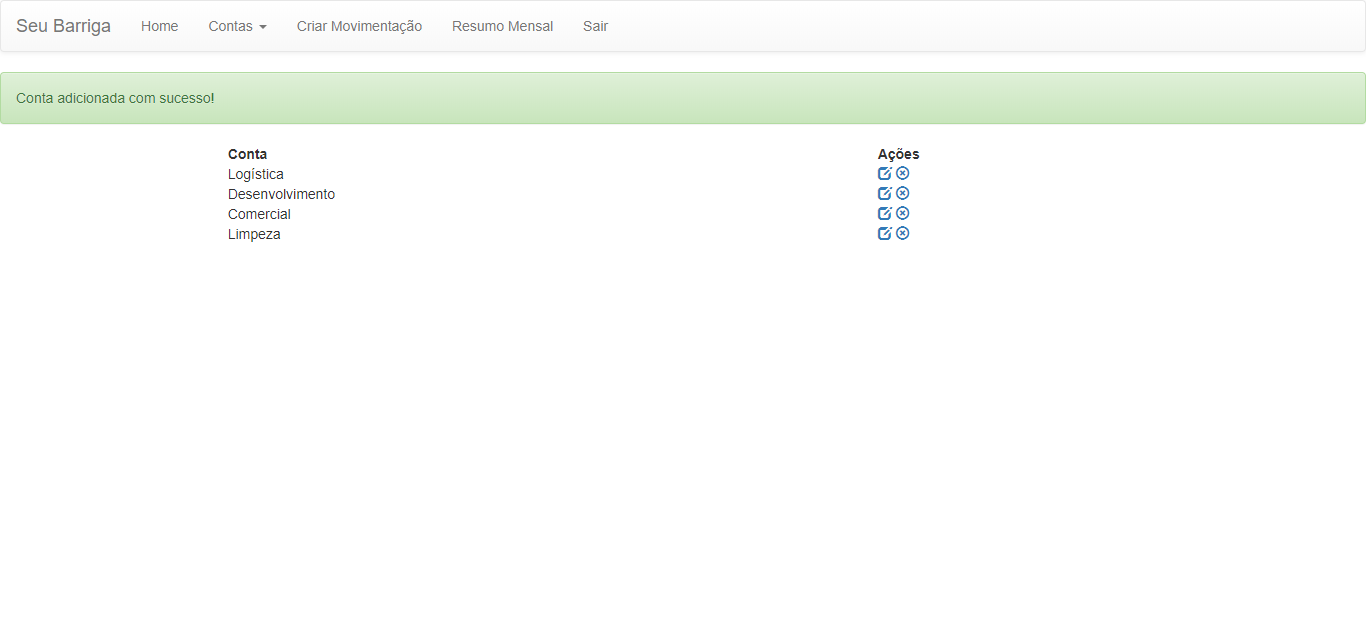 Seu Barriga Home Contas Criar Movimentação Resumo Mensal Sair
Conta adicionada com sucesso!
Conta Ações
Logística
Desenvolvimento
Comercial
Limpeza